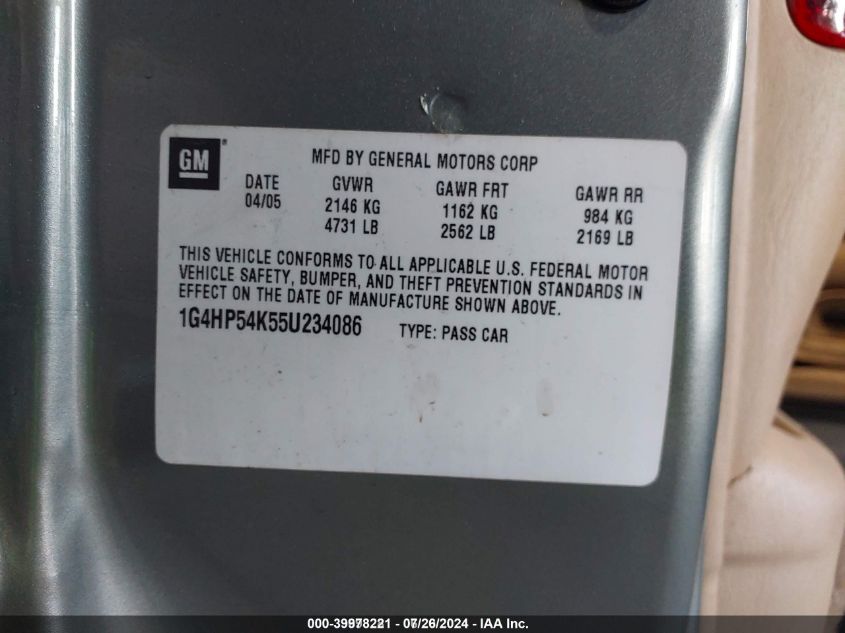 GM
MFD BY GENERAL MOTORS CORP
DATE GVWR GAWR FRT GAWR RR
04/05 2146 KG 1162 KG 984 KG
4731 LB 2562 LB 2169 LB
THIS VEHICLE CONFORMS TO ALL APPLICABLE U.S. FEDERAL MOTOR
VEHICLE SAFETY, BUMPER, AND THEFT PREVENTION STANDARDS IN
EFFECT ON THE DATE OF MANUFACTURE SHOWN ABOVE.
1G4HP54K55U234086 TYPE: PASS CAR
000-39978221 - 07/26/2024 - IAA Inc.